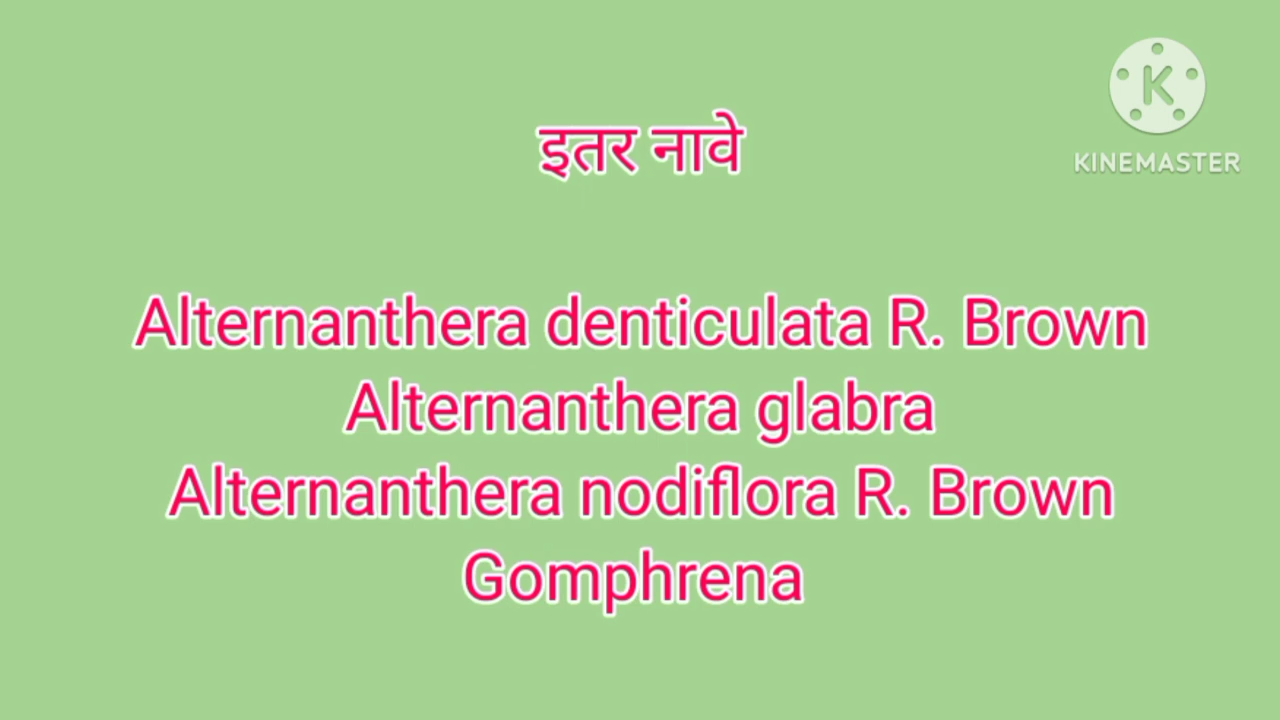 इतर नावे
K
KINEMASTER
Alternanthera denticulata R. Brown
Alternanthera glabra
Alternanthera nodiflora R. Brown
Gomphrena